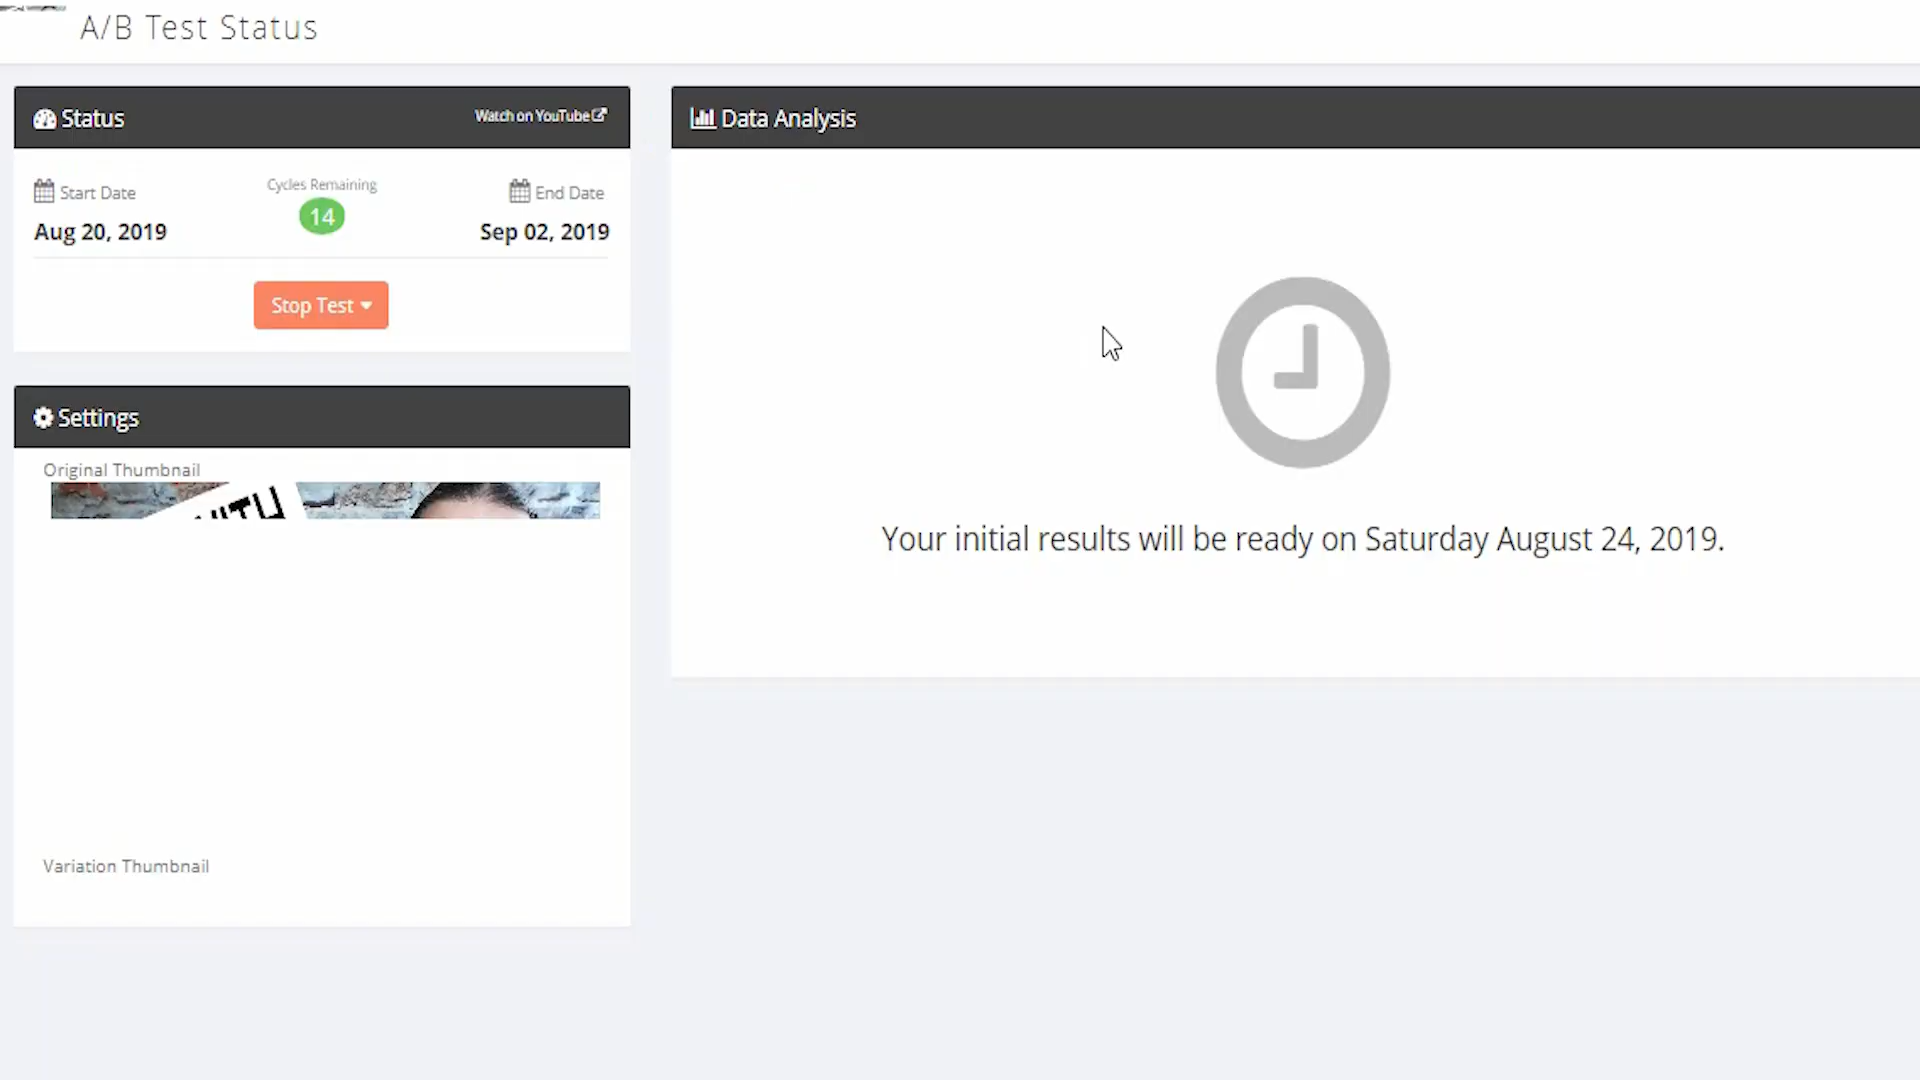 A/B Test Status
Status
Watch on YouTube
Start Date
Cycles Remaining
End Date
Aug 20, 2019
14
Sep 02, 2019
Stop Test
Settings
Original Thumbnail
Variation Thumbnail
Data Analysis
Your initial results will be ready on Saturday August 24, 2019.